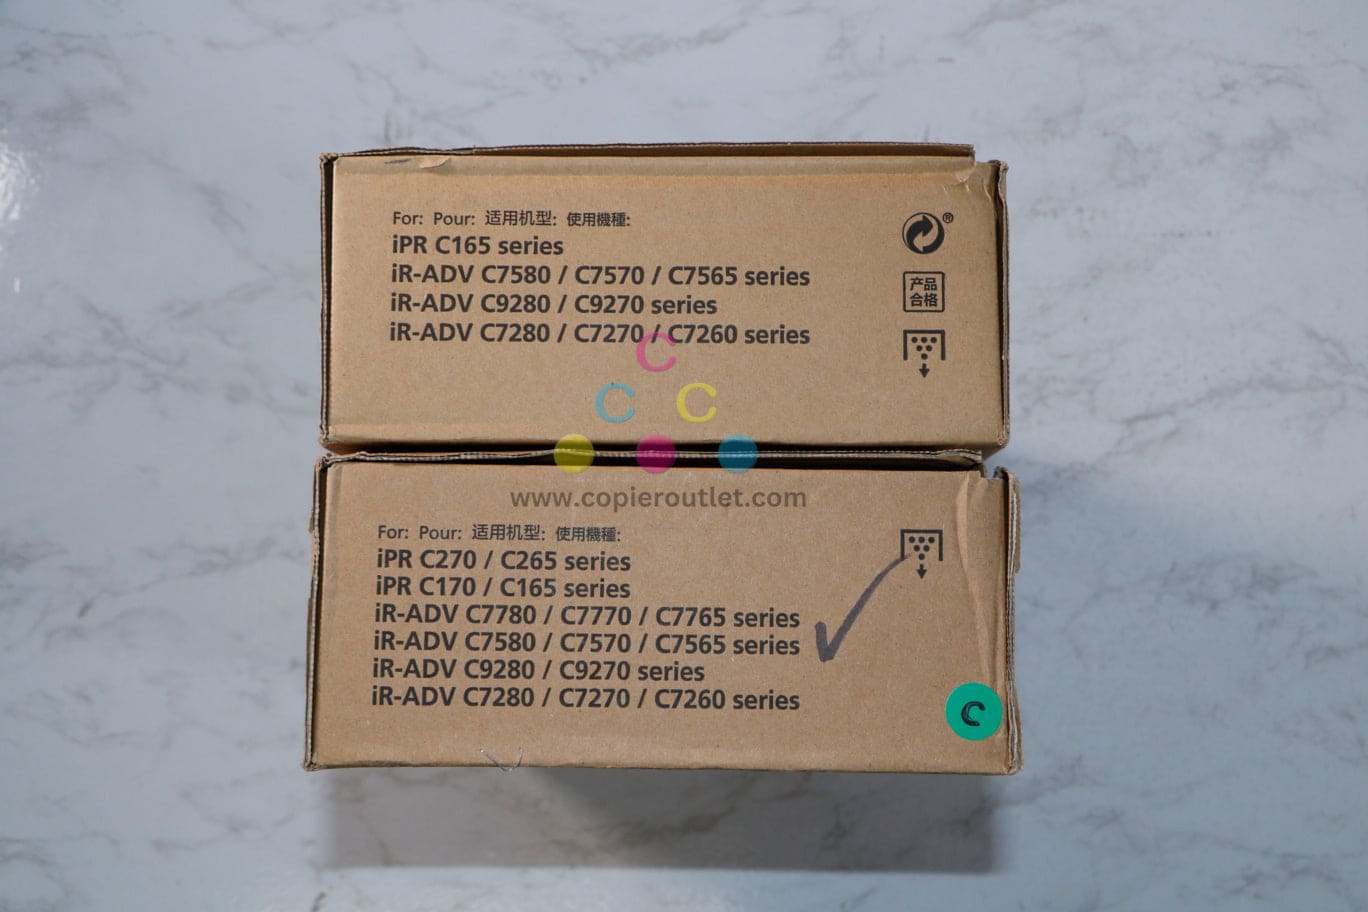 For: Pour: 适用机型: 使用機種:
iPR C165 series
iR-ADV C7580 / C7570 / C7565 series
iR-ADV C9280 / C9270 series
iR-ADV C7280 / C7270 / C7260 series
®
产品
合格
C
C C
www.copieroutlet.com
For: Pour: 适用机型: 使用機種:
iPR C270 / C265 series
iPR C170 / C165 series
iR-ADV C7780 / C7770 / C7765 series
iR-ADV C7580 / C7570 / C7565 series
iR-ADV C9280 / C9270 series
iR-ADV C7280 / C7270 / C7260 series
C